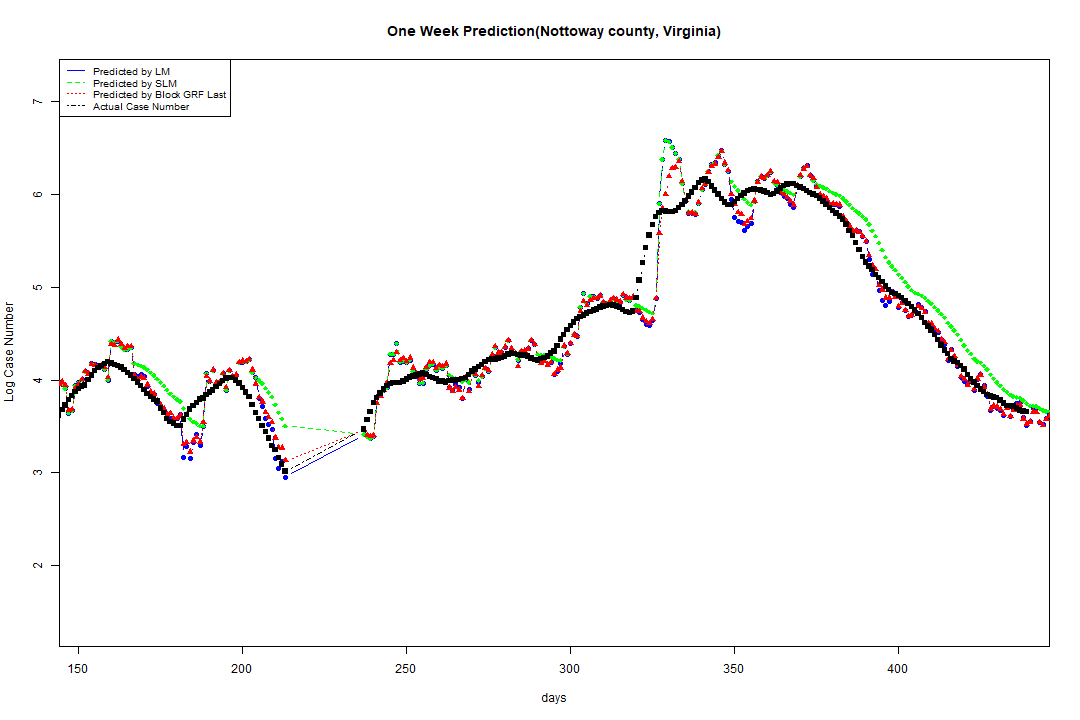 One Week Prediction(Nottoway county, Virginia)
Predicted by LM
Predicted by SLM
Predicted by Block GRF Last
Actual Case Number
7
6
5
4
3
2
Log Case Number
150 200 250 300 350 400
days